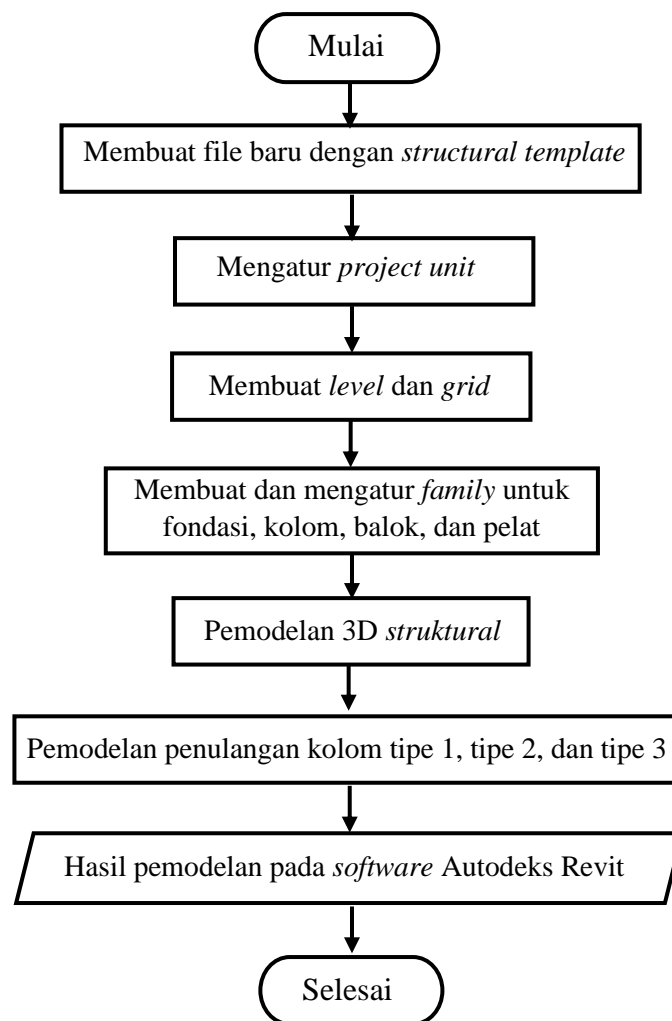 Mulai
Membuat file baru dengan structural template
Mengatur project unit
Membuat level dan grid
Membuat dan mengatur family untuk
fondasi, kolom, balok, dan pelat
Pemodelan 3D struktural
Pemodelan penulangan kolom tipe 1, tipe 2, dan tipe 3
Hasil pemodelan pada software Autodeks Revit
Selesai